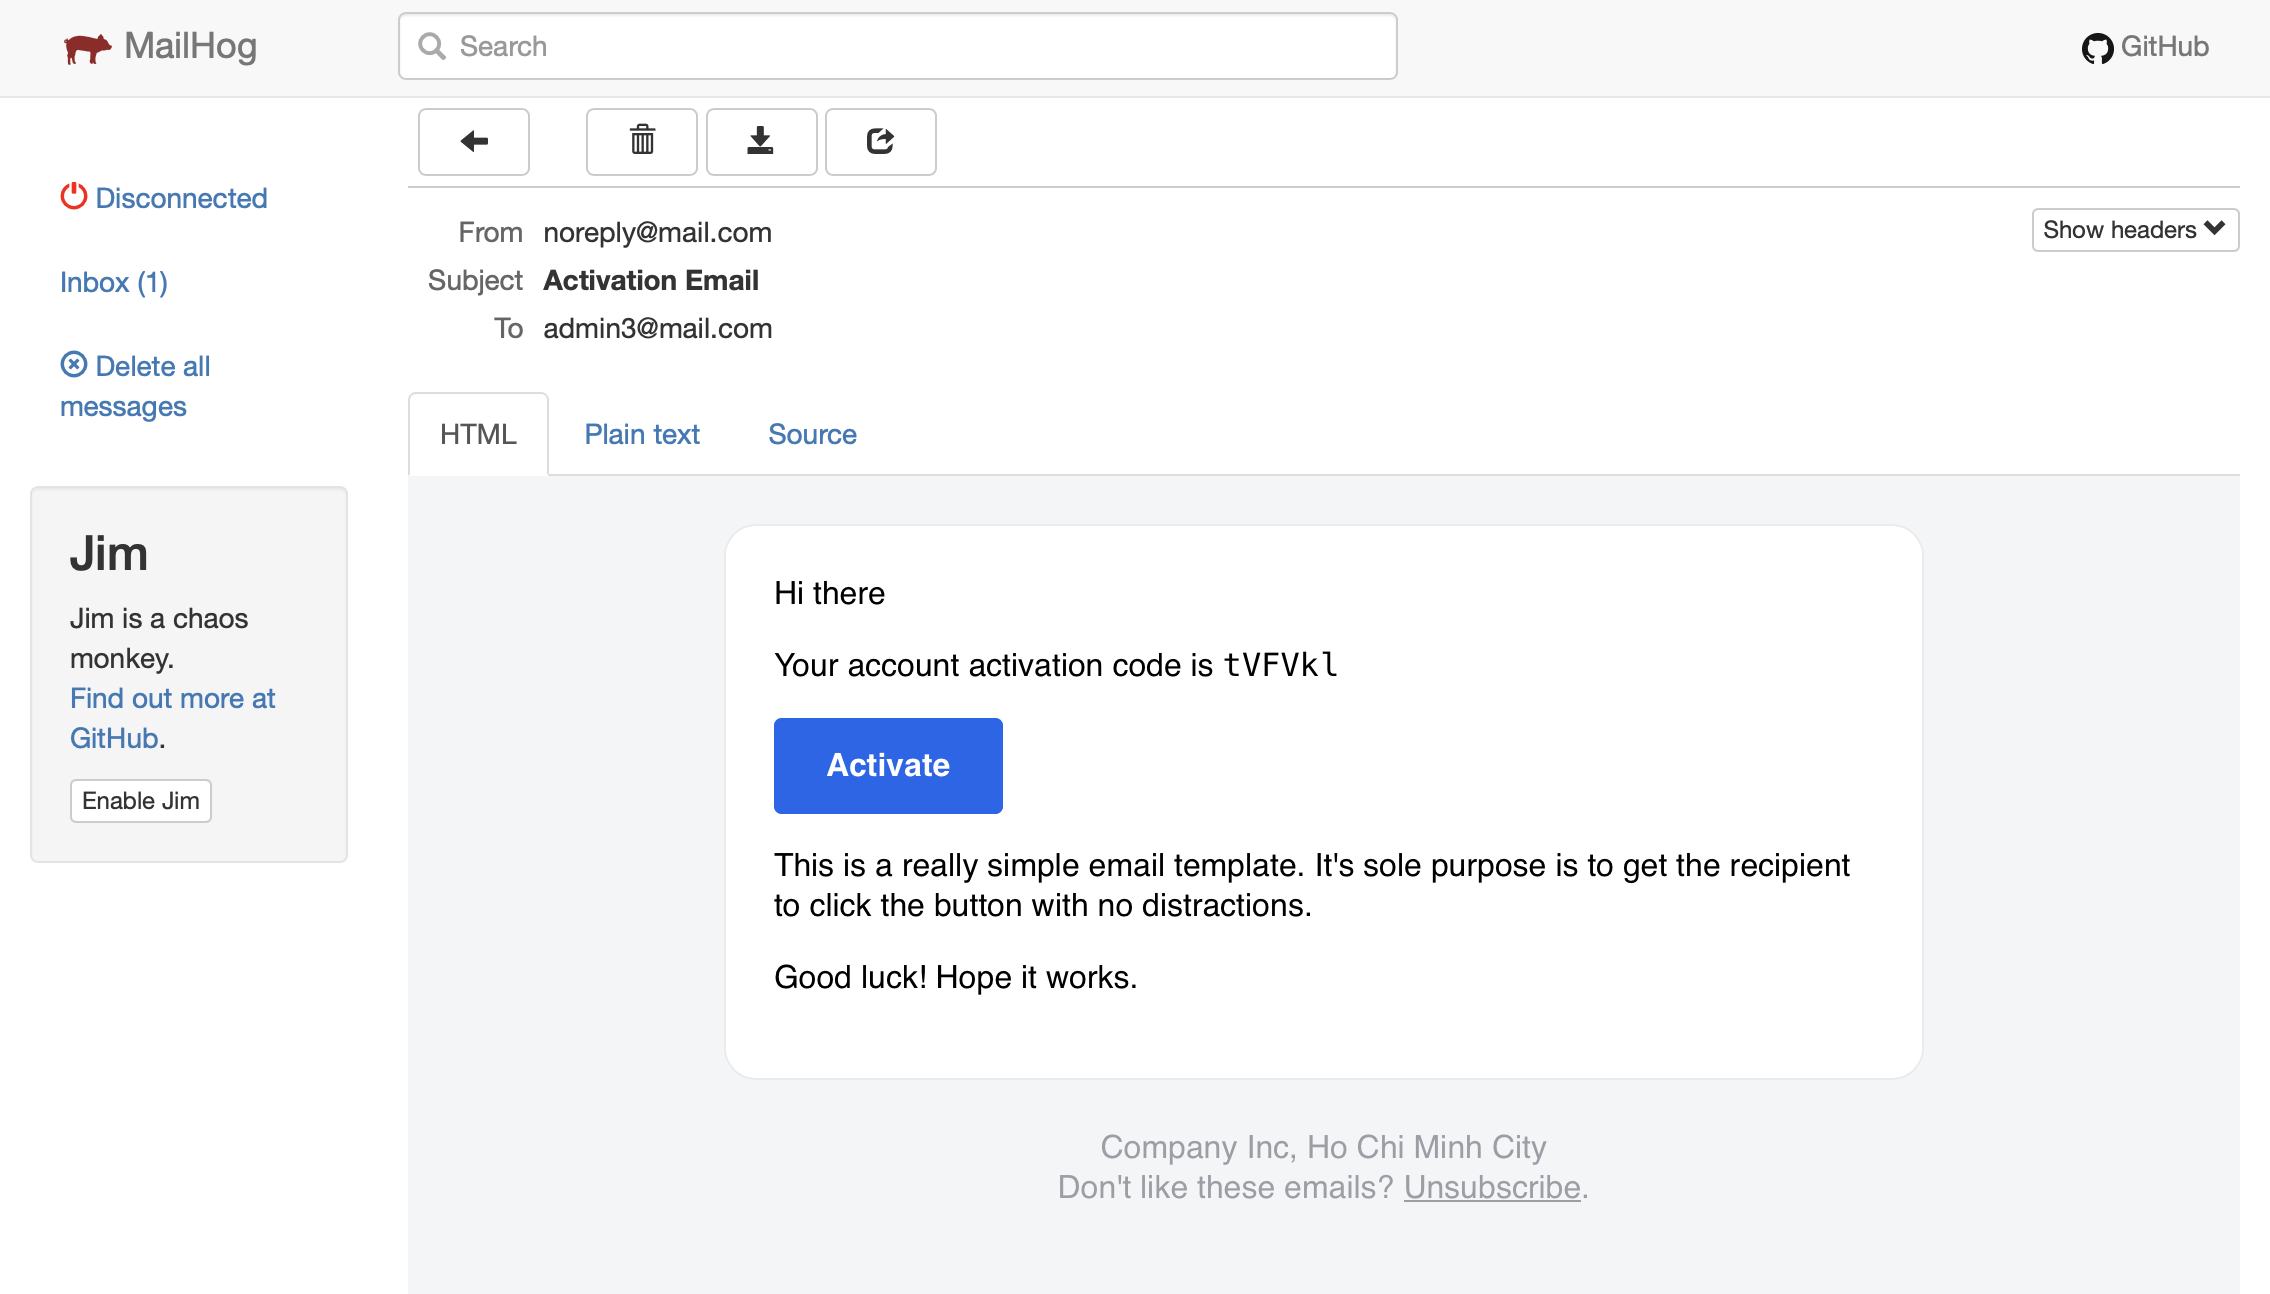 MailHog
Search
GitHub
Disconnected
Inbox (1)
Delete all
messages
Jim
Jim is a chaos
monkey.
Find out more at
GitHub.
Enable Jim
From noreply@mail.com
Subject Activation Email
To admin3@mail.com
Show headers
HTML Plain text Source
Hi there
Your account activation code is tVFVkl
Activate
This is a really simple email template. It's sole purpose is to get the recipient
to click the button with no distractions.
Good luck! Hope it works.
Company Inc, Ho Chi Minh City
Don't like these emails? Unsubscribe.